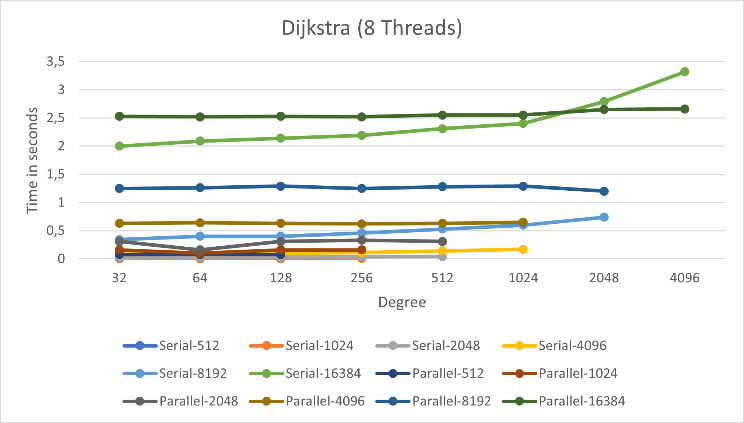 Dijkstra (8 Threads)
3,5
3
2,5
2
1,5
1
0,5
0
Time in seconds
32 64 128 256 512 1024 2048 4096
Degree
Serial-512 Serial-1024 Serial-2048 Serial-4096
Serial-8192 Serial-16384 Parallel-512 Parallel-1024
Parallel-2048 Parallel-4096 Parallel-8192 Parallel-16384